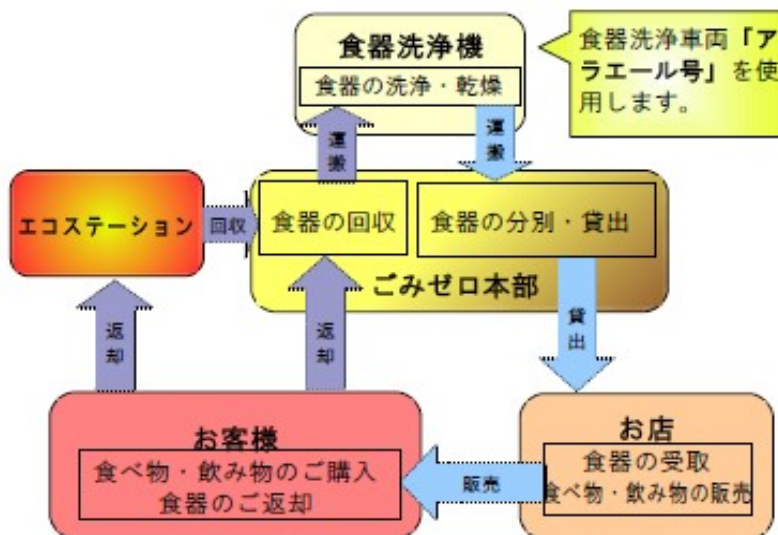 食器洗浄機
食器の洗浄・乾燥
食器洗浄車両「ア
ラエール号」を使
用します。
運搬
運搬
エコステーション
回収
食器の回収
食器の分別・貸出
ごみゼロ本部
返却
返却
貸出
お客様
食べ物・飲み物のご購入
食器のご返却
販売
お店
食器の受取
食べ物・飲み物の販売